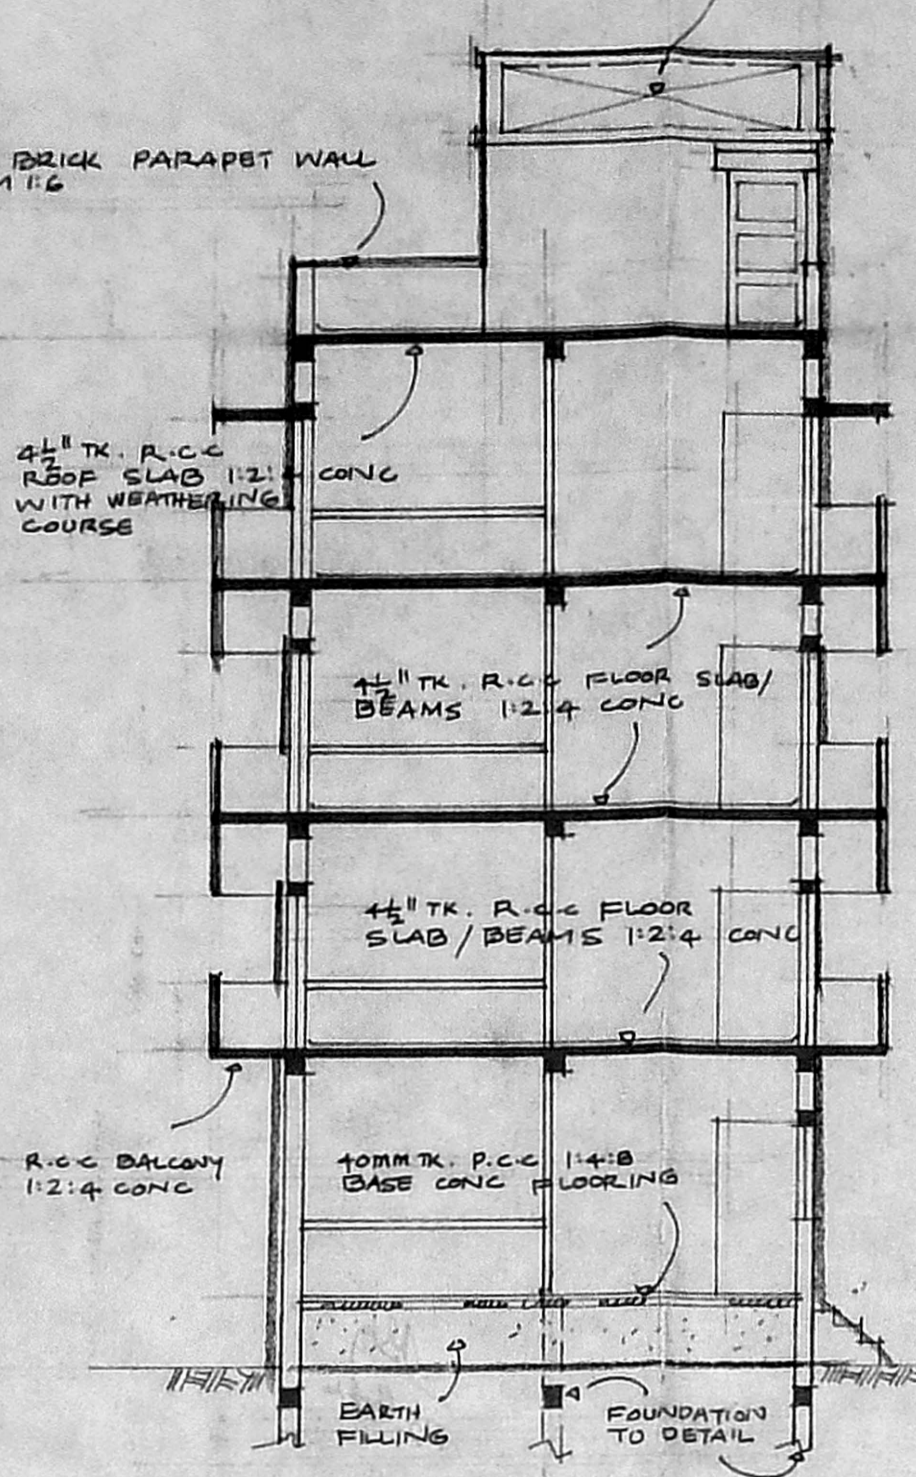 BRICK PARAPET WALL
1:6
4½" TK. R.C.C
ROOF SLAB 1:2:4 CONC
WITH WEATHERING
COURSE
4½" TK. R.C.C FLOOR SLAB/
BEAMS 1:2:4 CONC
4½" TK. R.C.C FLOOR
SLAB / BEAMS 1:2:4 CONC
R.C.C BALCONY
1:2:4 CONC
40MM TK. P.C.C 1:4:8
BASE CONC FLOORING
EARTH
FILLING
FOUNDATION
TO DETAIL